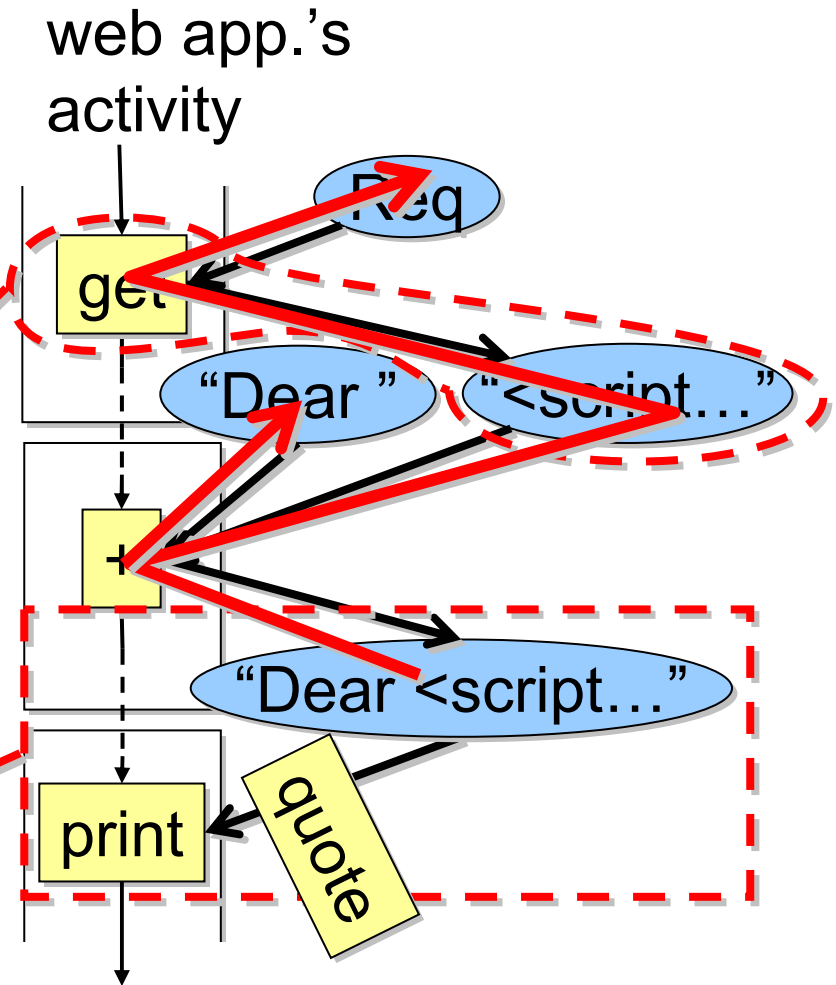 web app.'s
activity
Req
get
“Dear ”
“<script…”
+
“Dear <script…”
quote
print